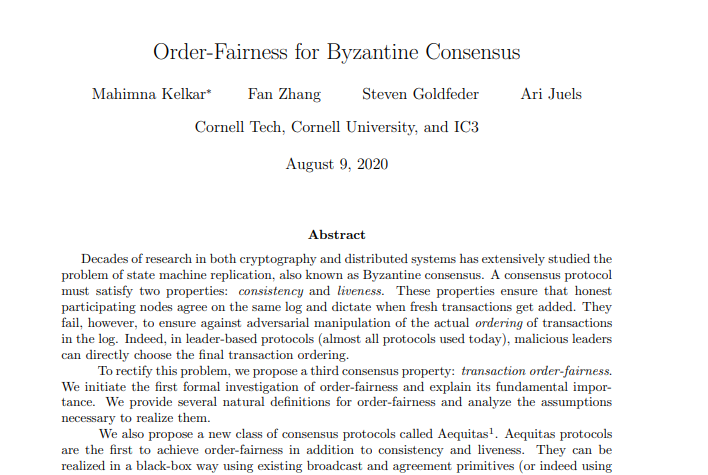 Order-Fairness for Byzantine Consensus
Mahimna Kelkar* Fan Zhang Steven Goldfeder Ari Juels
Cornell Tech, Cornell University, and IC3
August 9, 2020
Abstract
Decades of research in both cryptography and distributed systems has extensively studied the
problem of state machine replication, also known as Byzantine consensus. A consensus protocol
must satisfy two properties: consistency and liveness. These properties ensure that honest
participating nodes agree on the same log and dictate when fresh transactions get added. They
fail, however, to ensure against adversarial manipulation of the actual ordering of transactions
in the log. Indeed, in leader-based protocols (almost all protocols used today), malicious leaders
can directly choose the final transaction ordering.
To rectify this problem, we propose a third consensus property: transaction order-fairness.
We initiate the first formal investigation of order-fairness and explain its fundamental impor-
tance. We provide several natural definitions for order-fairness and analyze the assumptions
necessary to realize them.
We also propose a new class of consensus protocols called Aequitas¹. Aequitas protocols
are the first to achieve order-fairness in addition to consistency and liveness. They can be
realized in a black-box way using existing broadcast and agreement primitives (or indeed using